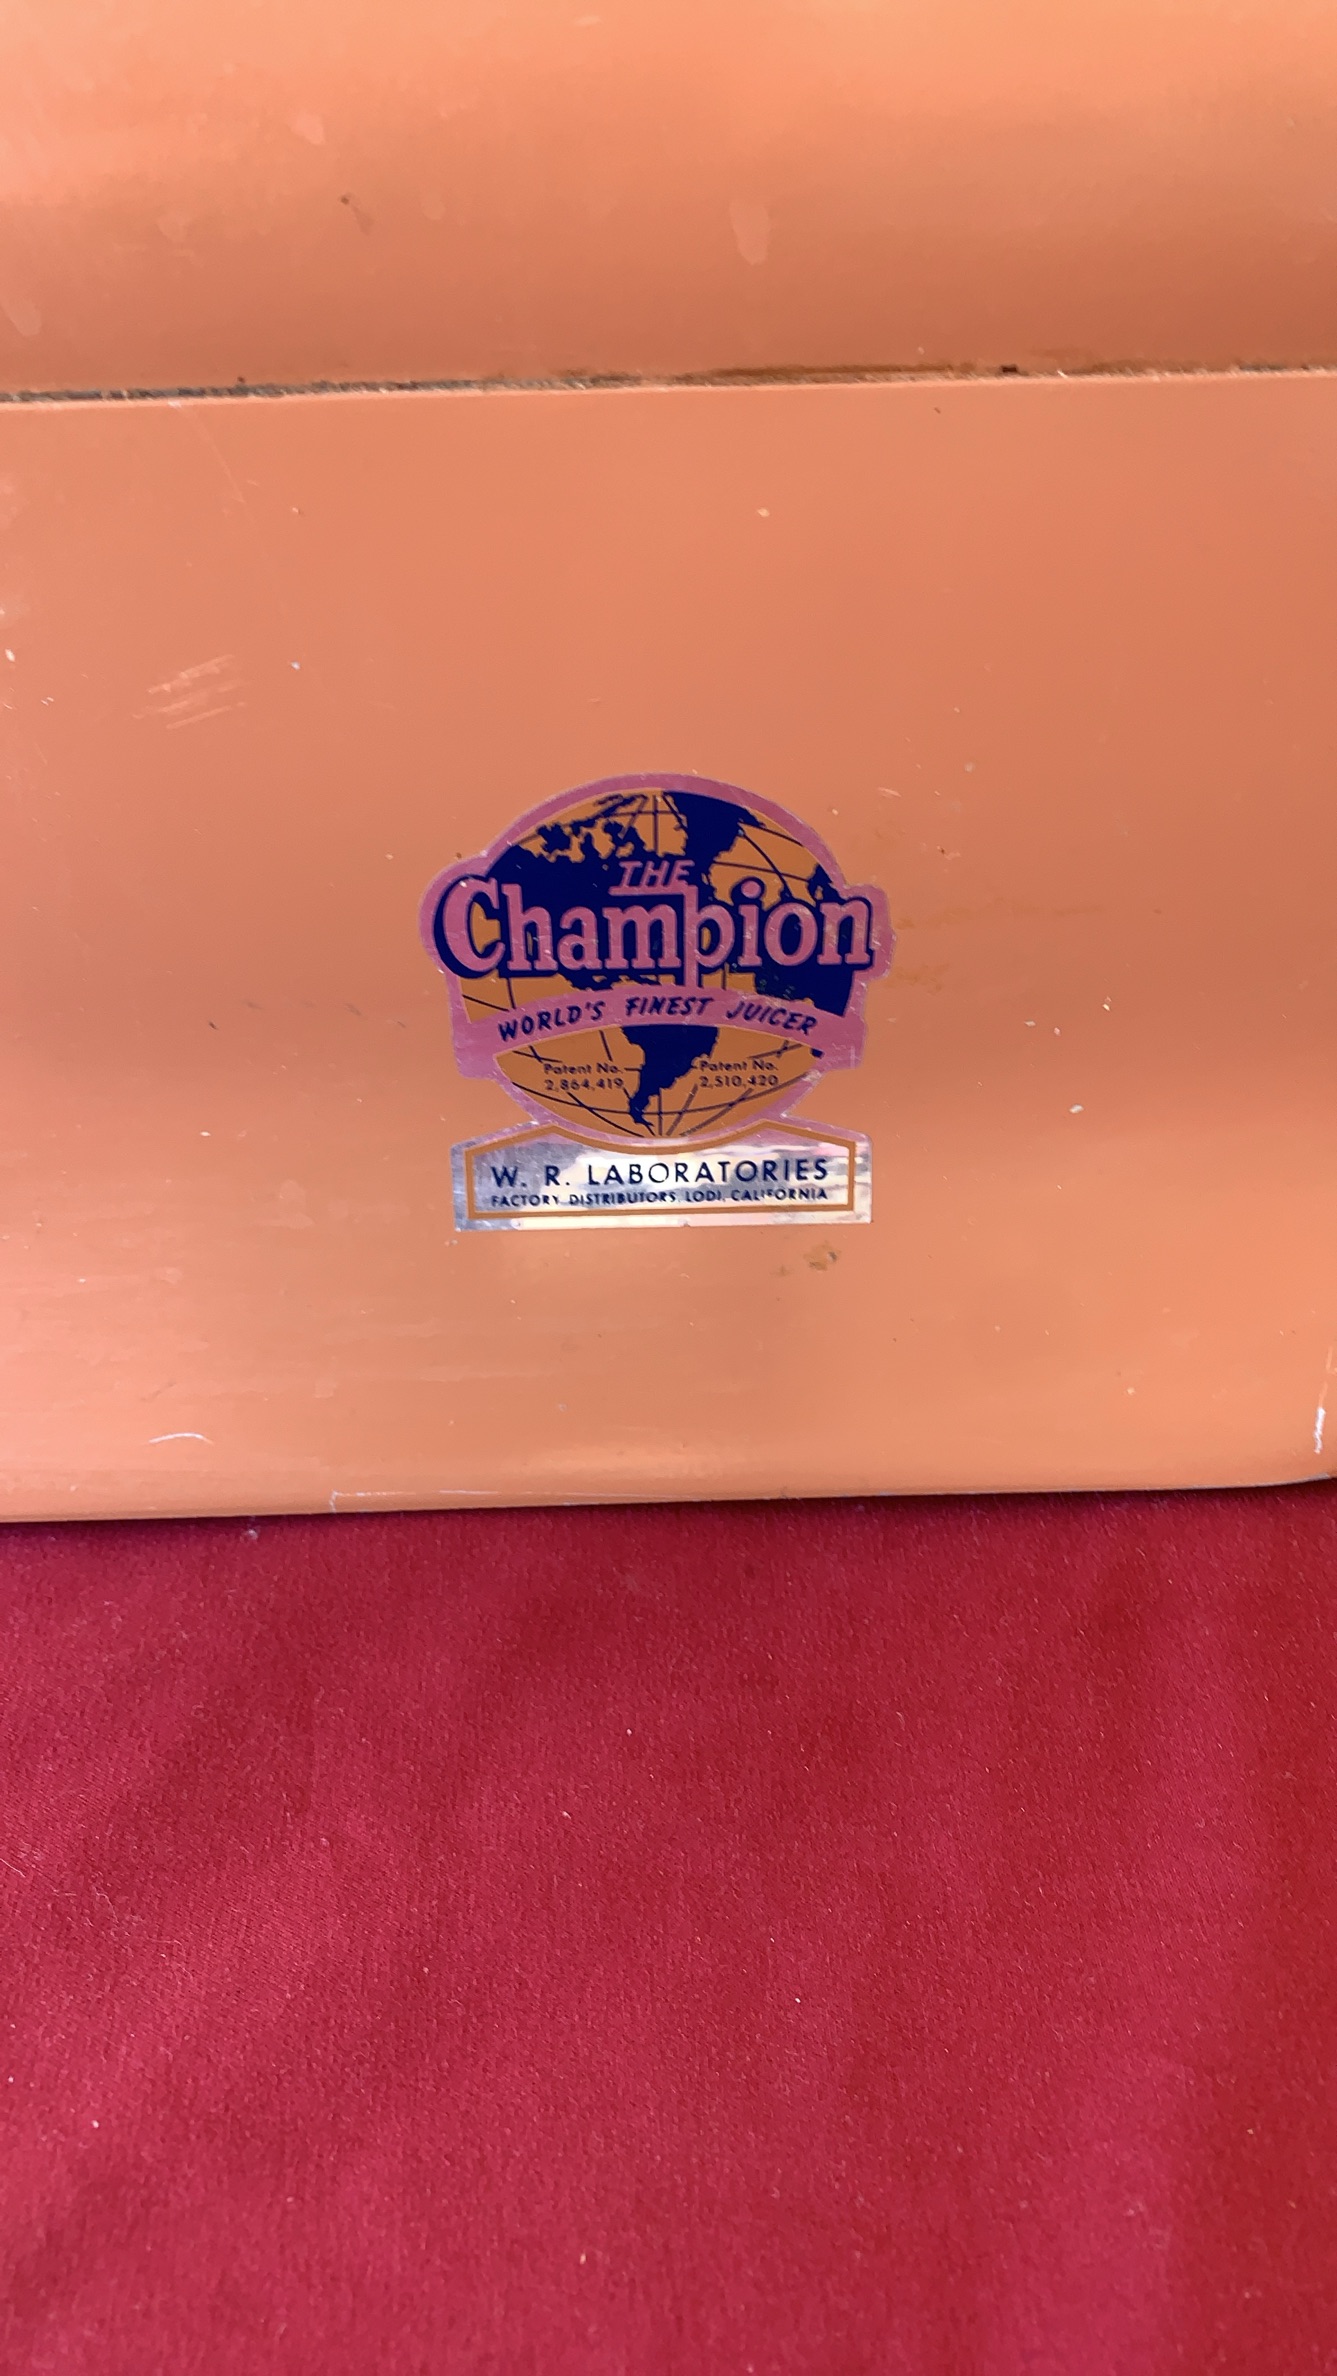 THE
Champion
WORLD'S FINEST JUICER
Patent No. 2,864,419
Patent No. 2,510,420
W. R. LABORATORIES
FACTORY DISTRIBUTORS, LODI, CALIFORNIA